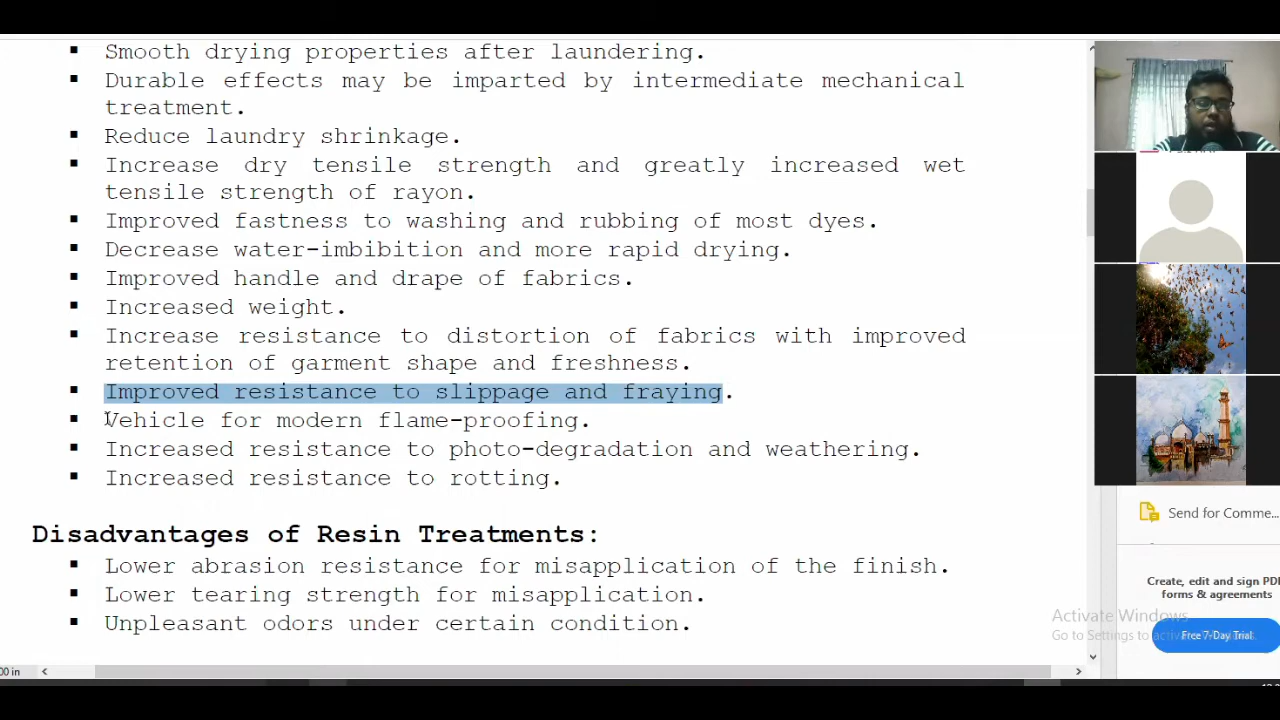 ▪ Smooth drying properties after laundering.
▪ Durable effects may be imparted by intermediate mechanical
treatment.
▪ Reduce laundry shrinkage.
▪ Increase dry tensile strength and greatly increased wet
tensile strength of rayon.
▪ Improved fastness to washing and rubbing of most dyes.
▪ Decrease water-imbibition and more rapid drying.
▪ Improved handle and drape of fabrics.
▪ Increased weight.
▪ Increase resistance to distortion of fabrics with improved
retention of garment shape and freshness.
▪ Improved resistance to slippage and fraying.
▪ Vehicle for modern flame-proofing.
▪ Increased resistance to photo-degradation and weathering.
▪ Increased resistance to rotting.
Disadvantages of Resin Treatments:
▪ Lower abrasion resistance for misapplication of the finish.
▪ Lower tearing strength for misapplication.
▪ Unpleasant odors under certain condition.
Send for Comme...
Create, edit and sign PDF
forms & agreements
Free 7-Day Trial
Activate Windows
Go to Settings to